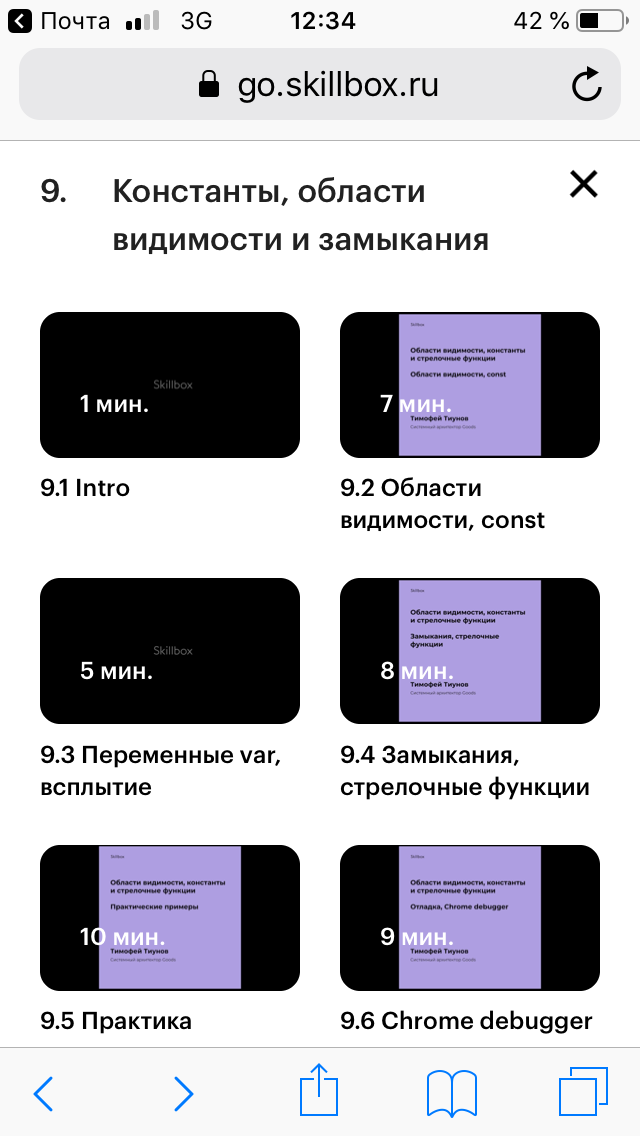 Почта 3G 12:34 42 %
go.skillbox.ru
9. Константы, области
видимости и замыкания
Skillbox
1 мин.
9.1 Intro
Skillbox
Области видимости, константы
и стрелочные функции
Области видимости, const
7 мин.
Тимофей Тиунов
Системный архитектор Goods
9.2 Области
видимости, const
Skillbox
5 мин.
9.3 Переменные var,
всплытие
Skillbox
Области видимости, константы
и стрелочные функции
Замыкания, стрелочные
функции
8 мин.
Тимофей Тиунов
Системный архитектор Goods
9.4 Замыкания,
стрелочные функции
Skillbox
Области видимости, константы
и стрелочные функции
Практические примеры
10 мин.
Тимофей Тиунов
Системный архитектор Goods
9.5 Практика
Skillbox
Области видимости, константы
и стрелочные функции
Отладка, Chrome debugger
9 мин.
Тимофей Тиунов
Системный архитектор Goods
9.6 Chrome debugger